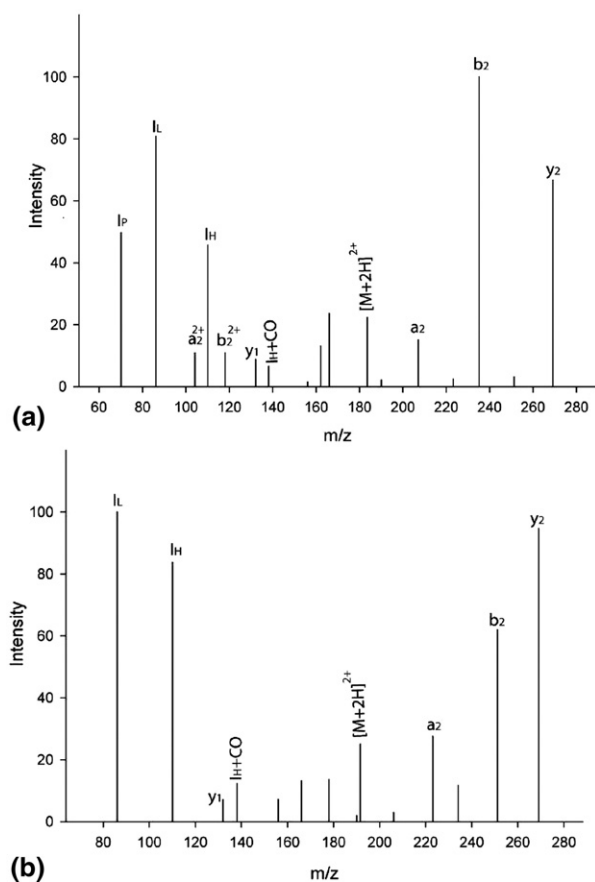 b2
100
IL
80
y2
Intensity
60
IP
IH
40
[M+2H]2+
20
a2 2+
b2 2+
y1
IH+CO
a2
0
60 80 100 120 140 160 180 200 220 240 260 280
(a)
m/z
IL
y2
100
IH
80
b2
Intensity
60
40
[M+2H]2+
a2
20
IH+CO
y1
0
80 100 120 140 160 180 200 220 240 260 280
(b)
m/z